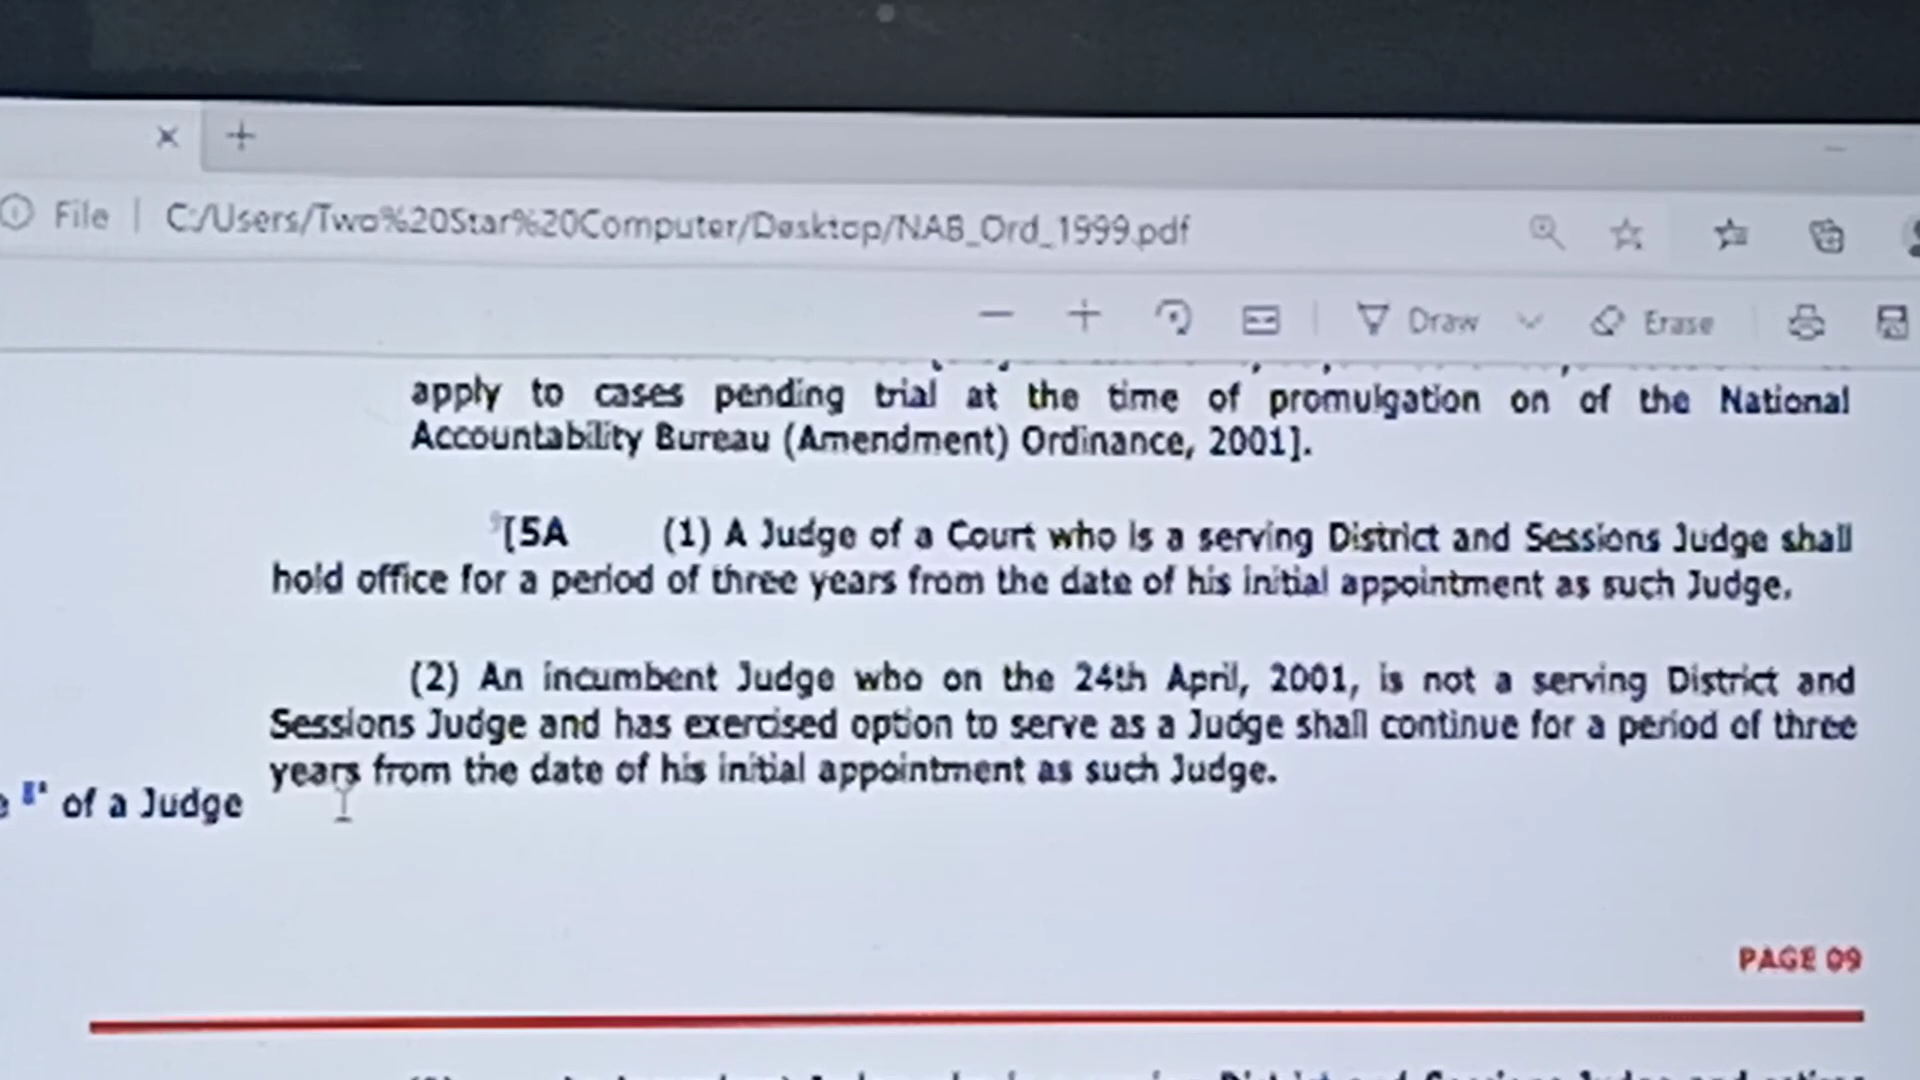 File | C:/Users/Two%20Star%20Computer/Desktop/NAB_Ord_1999.pdf
Draw Erase
apply to cases pending trial at the time of promulgation on of the National
Accountability Bureau (Amendment) Ordinance, 2001].
[5A (1) A Judge of a Court who is a serving District and Sessions Judge shall
hold office for a period of three years from the date of his initial appointment as such Judge.
(2) An incumbent Judge who on the 24th April, 2001, is not a serving District and
Sessions Judge and has exercised option to serve as a Judge shall continue for a period of three
years from the date of his initial appointment as such Judge.
of a Judge
PAGE 09